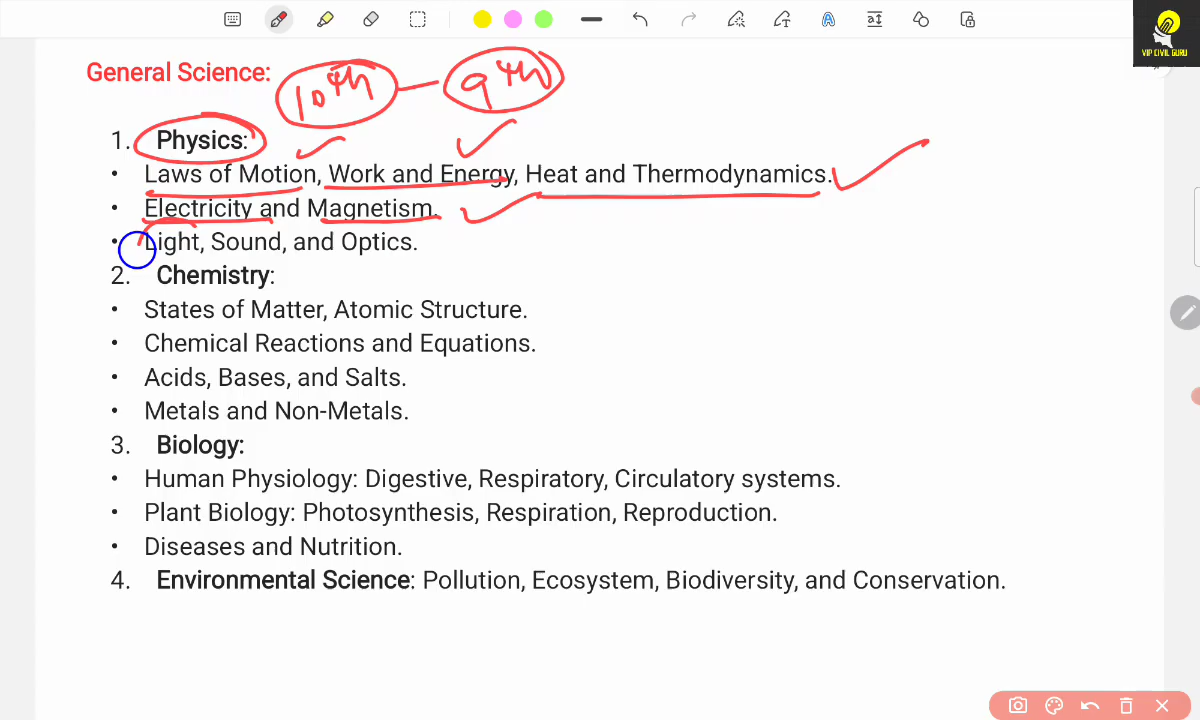 VIP CIVIL GURU
General Science:
10th - 9th
1. Physics:
• Laws of Motion, Work and Energy, Heat and Thermodynamics.
• Electricity and Magnetism.
• Light, Sound, and Optics.
2. Chemistry:
• States of Matter, Atomic Structure.
• Chemical Reactions and Equations.
• Acids, Bases, and Salts.
• Metals and Non-Metals.
3. Biology:
• Human Physiology: Digestive, Respiratory, Circulatory systems.
• Plant Biology: Photosynthesis, Respiration, Reproduction.
• Diseases and Nutrition.
4. Environmental Science: Pollution, Ecosystem, Biodiversity, and Conservation.